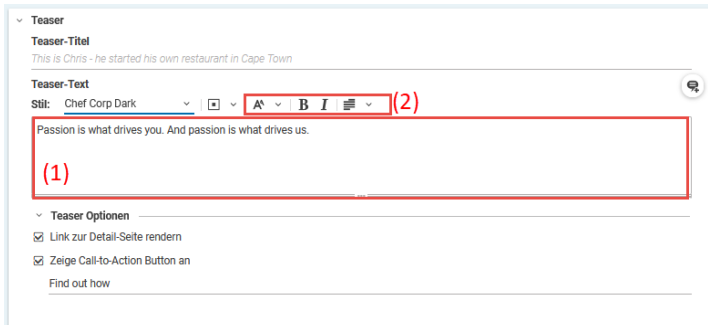 Teaser
Teaser-Titel
This is Chris - he started his own restaurant in Cape Town
Teaser-Text
Stil: Chef Corp Dark A B I (2)
Passion is what drives you. And passion is what drives us.
(1)
Teaser Optionen
Link zur Detail-Seite rendern
Zeige Call-to-Action Button an
Find out how